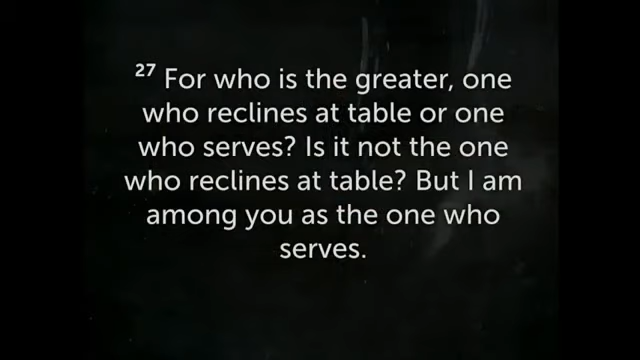 27 For who is the greater, one
who reclines at table or one
who serves? Is it not the one
who reclines at table? But I am
among you as the one who
serves.